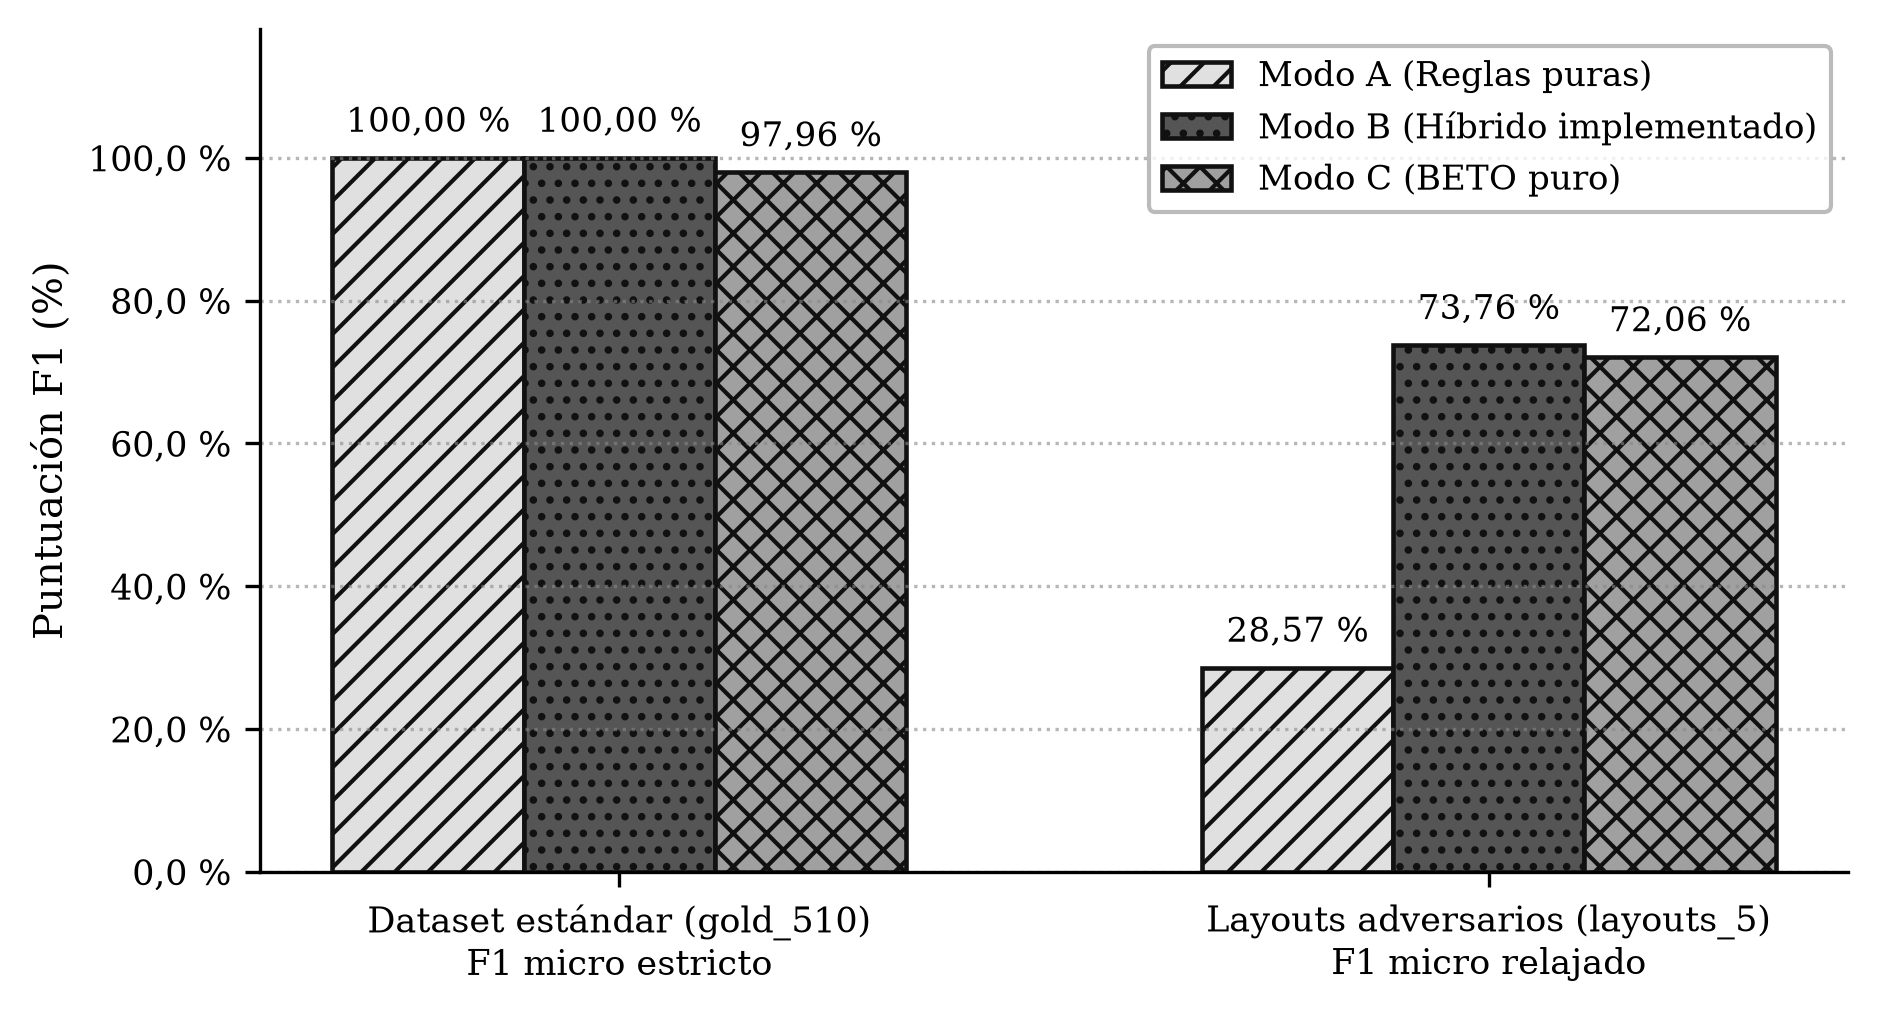 Modo A (Reglas puras)
Modo B (Híbrido implementado)
Modo C (BETO puro)
100,00 %
100,00 %
97,96 %
73,76 %
72,06 %
28,57 %
Puntuación F1 (%)
100,0 %
80,0 %
60,0 %
40,0 %
20,0 %
0,0 %
Dataset estándar (gold_510)
F1 micro estricto
Layouts adversarios (layouts_5)
F1 micro relajado